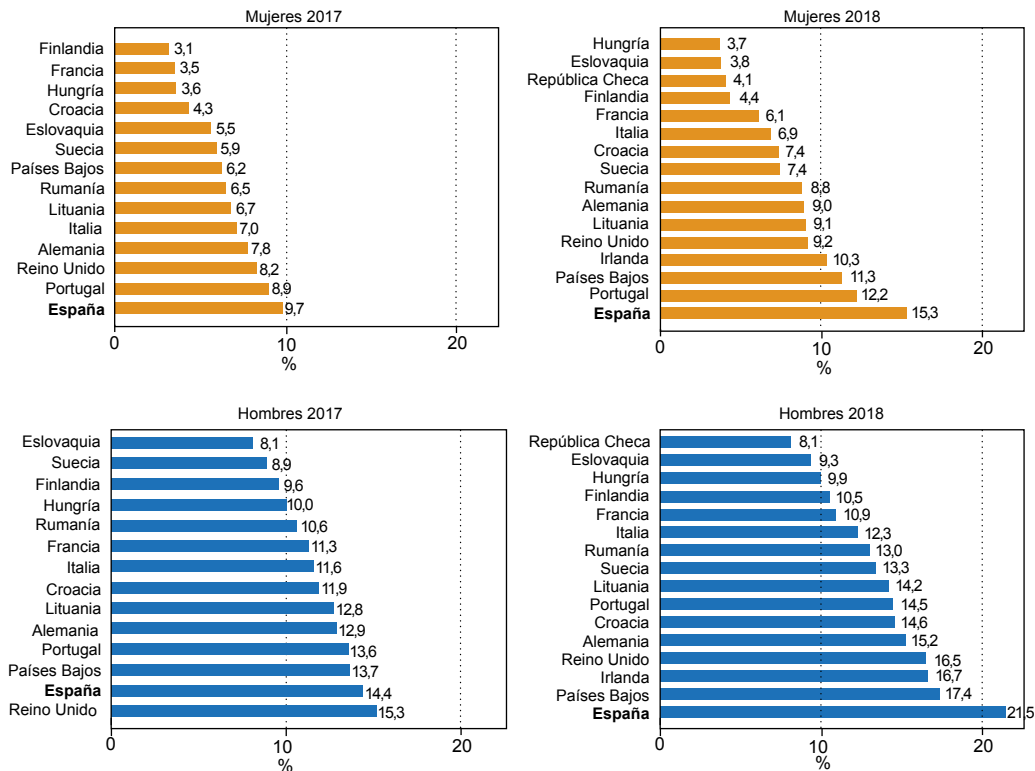 Mujeres 2017
Finlandia 3,1
Francia 3,5
Hungría 3,6
Croacia 4,3
Eslovaquia 5,5
Suecia 5,9
Países Bajos 6,2
Rumanía 6,5
Lituania 6,7
Italia 7,0
Alemania 7,8
Reino Unido 8,2
Portugal 8,9
España 9,7
0 10 20
%
Mujeres 2018
Hungría 3,7
Eslovaquia 3,8
República Checa 4,1
Finlandia 4,4
Francia 6,1
Italia 6,9
Croacia 7,4
Suecia 7,4
Rumanía 8,8
Alemania 9,0
Lituania 9,1
Reino Unido 9,2
Irlanda 10,3
Países Bajos 11,3
Portugal 12,2
España 15,3
0 10 20
%
Hombres 2017
Eslovaquia 8,1
Suecia 8,9
Finlandia 9,6
Hungría 10,0
Rumanía 10,6
Francia 11,3
Italia 11,6
Croacia 11,9
Lituania 12,8
Alemania 12,9
Portugal 13,6
Países Bajos 13,7
España 14,4
Reino Unido 15,3
0 10 20
%
Hombres 2018
República Checa 8,1
Eslovaquia 9,3
Hungría 9,9
Finlandia 10,5
Francia 10,9
Italia 12,3
Rumanía 13,0
Suecia 13,3
Lituania 14,2
Portugal 14,5
Croacia 14,6
Alemania 15,2
Reino Unido 16,5
Irlanda 16,7
Países Bajos 17,4
España 21,5
0 10 20
%